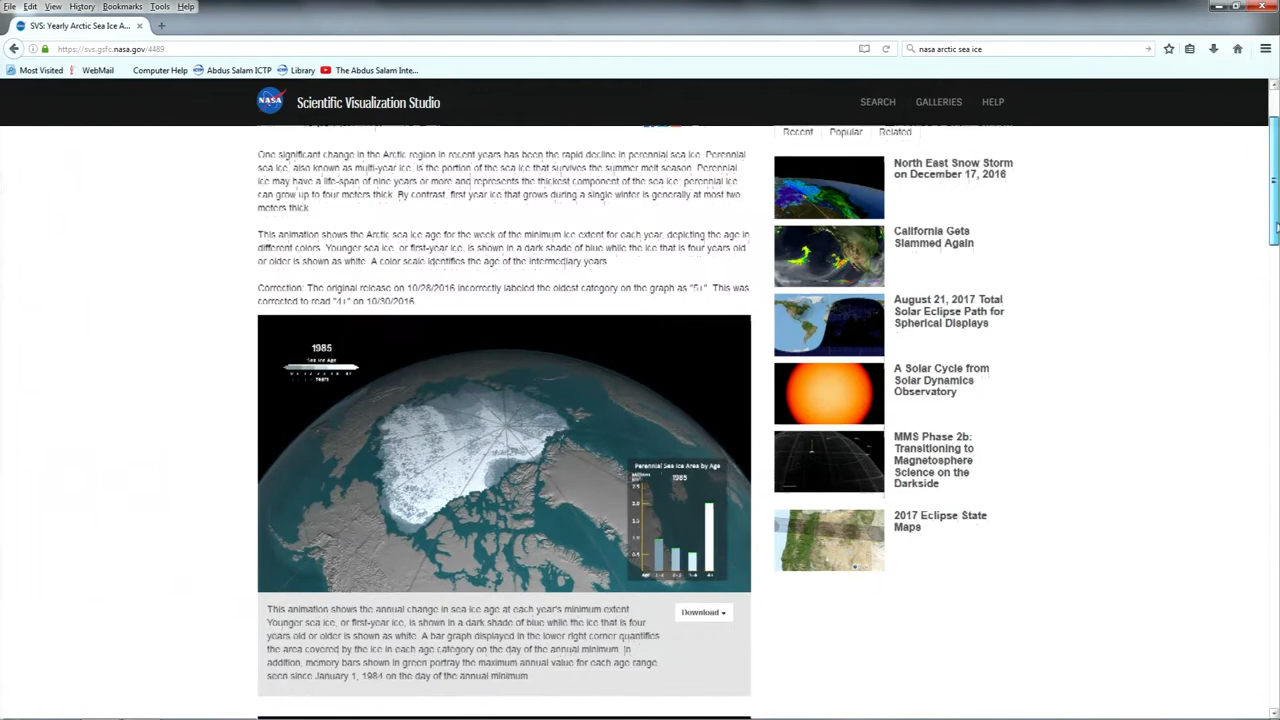 File Edit View History Bookmarks Tools Help
SVS: Yearly Arctic Sea Ice A...
https://svs.gsfc.nasa.gov/4489
nasa arctic sea ice
Most Visited WebMail Computer Help Abdus Salam ICTP Library The Abdus Salam Inte...
NASA Scientific Visualization Studio
SEARCH GALLERIES HELP
Recent Popular Related
One significant change in the Arctic region in recent years has been the rapid decline in perennial sea ice. Perennial
sea ice, also known as multi-year ice, is the portion of the sea ice that survives the summer melt season. Perennial
ice may have a life-span of nine years or more and represents the thickest component of the sea ice; perennial ice
can grow up to four meters thick. By contrast, first year ice that grows during a single winter is generally at most two
meters thick.
This animation shows the Arctic sea ice age for the week of the minimum ice extent for each year, depicting the age in
different colors. Younger sea ice, or first-year ice, is shown in a dark shade of blue while the ice that is four years old
or older is shown as white. A color scale identifies the age of the intermediary years.
Correction: The original release on 10/28/2016 incorrectly labeled the oldest category on the graph as "5+". This was
corrected to read "4+" on 10/30/2016.
1985
Sea Ice Age
Years
Perennial Sea Ice Area by Age
1985
This animation shows the annual change in sea ice age at each year's minimum extent
Younger sea ice, or first-year ice, is shown in a dark shade of blue while the ice that is four
years old or older is shown as white. A bar graph displayed in the lower right corner quantifies
the area covered by the ice in each age category on the day of the annual minimum. In
addition, memory bars shown in green portray the maximum annual value for each age range
seen since January 1, 1984 on the day of the annual minimum.
Download
North East Snow Storm
on December 17, 2016
California Gets
Slammed Again
August 21, 2017 Total
Solar Eclipse Path for
Spherical Displays
A Solar Cycle from
Solar Dynamics
Observatory
MMS Phase 2b:
Transitioning to
Magnetosphere
Science on the
Darkside
2017 Eclipse State
Maps